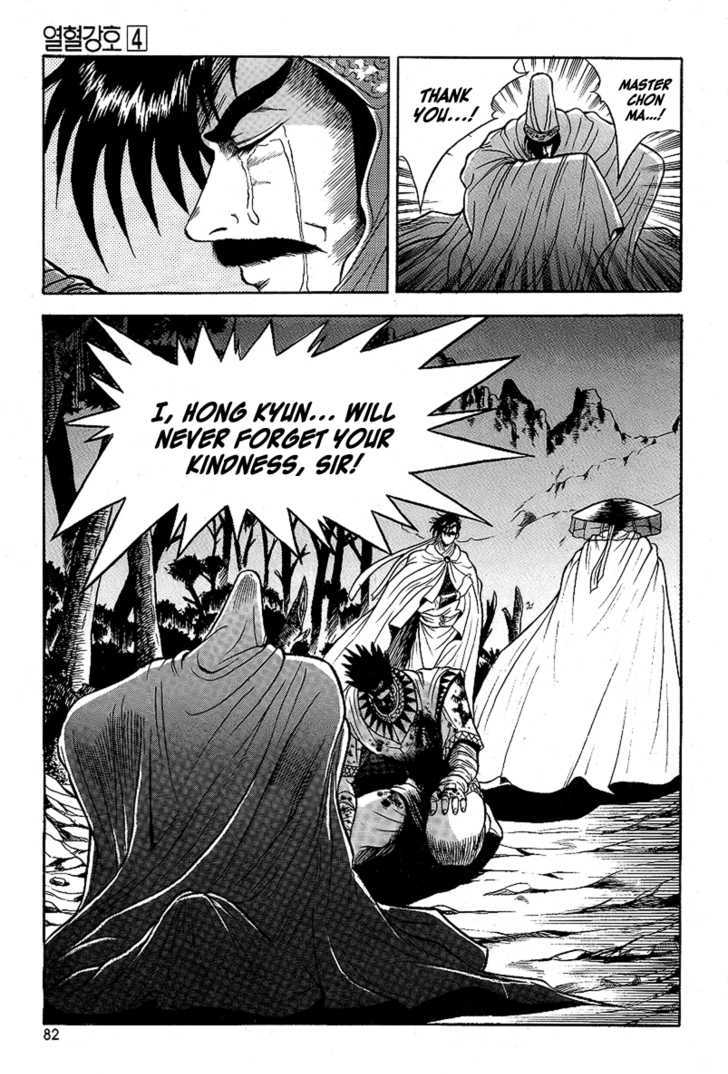 열혈강호 4
THANK
YOU...!
MASTER
CHON
MA...!
I, HONG KYUN... WILL
NEVER FORGET YOUR
KINDNESS, SIR!
82